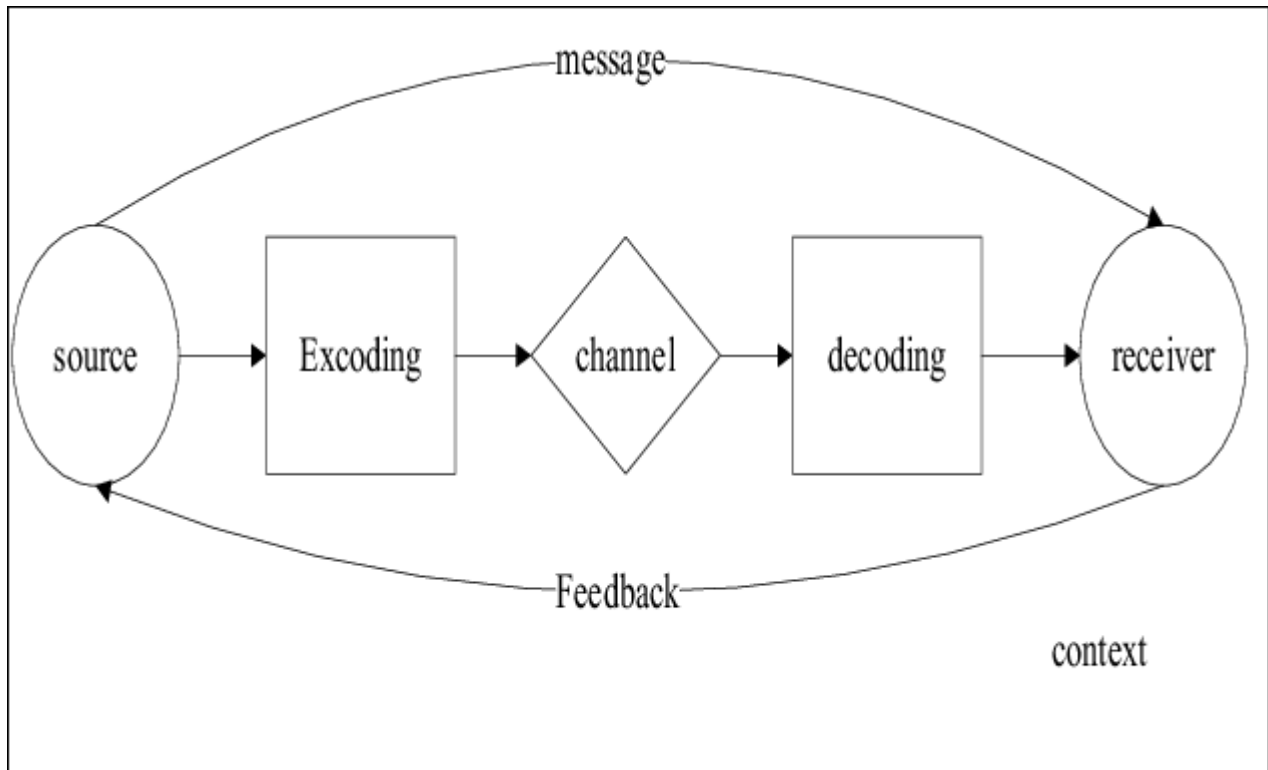 message
source
Excoding
channel
decoding
receiver
Feedback
context